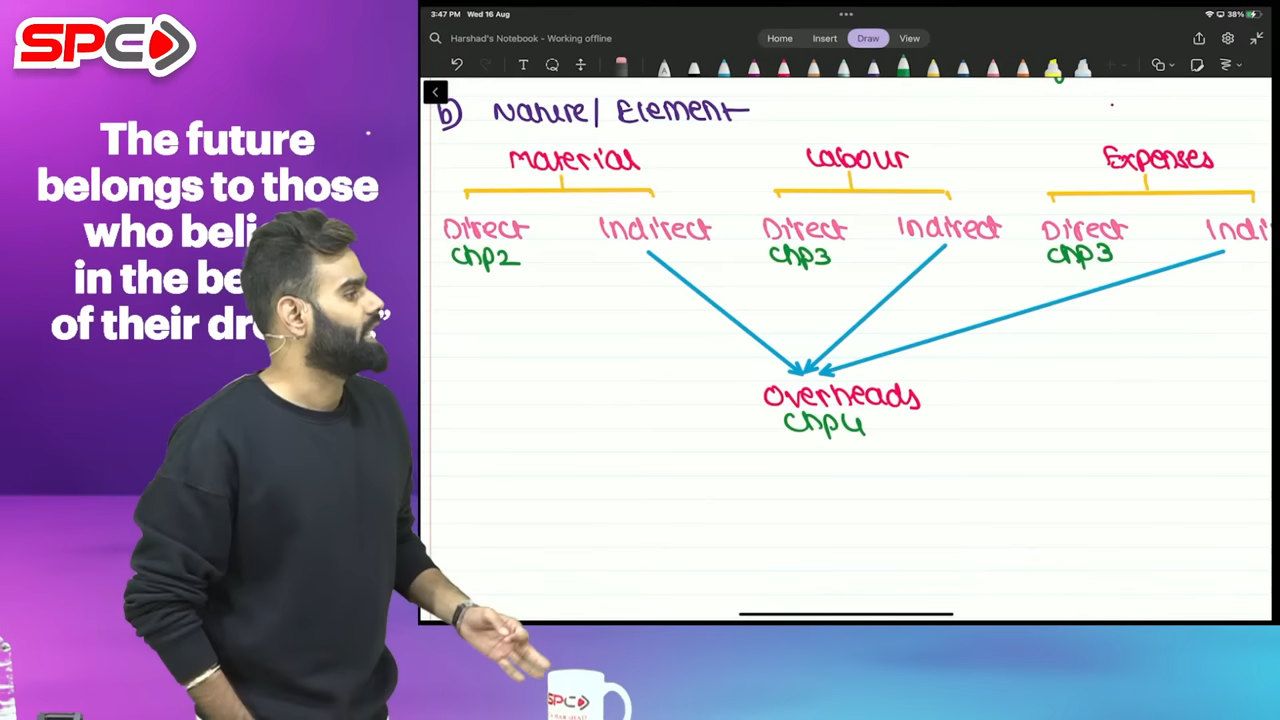 SPC
The future
belongs to those
who beli
in the be
of their dr ”
3:47 PM Wed 16 Aug
38%
Harshad's Notebook - Working offline
Home Insert Draw View
T
A
b) Nature/ Element
Material Labour Expenses
Direct Indirect Direct Indirect Direct Indi
Chp2 Chp3 Chp3
Overheads
Chp4
SPC